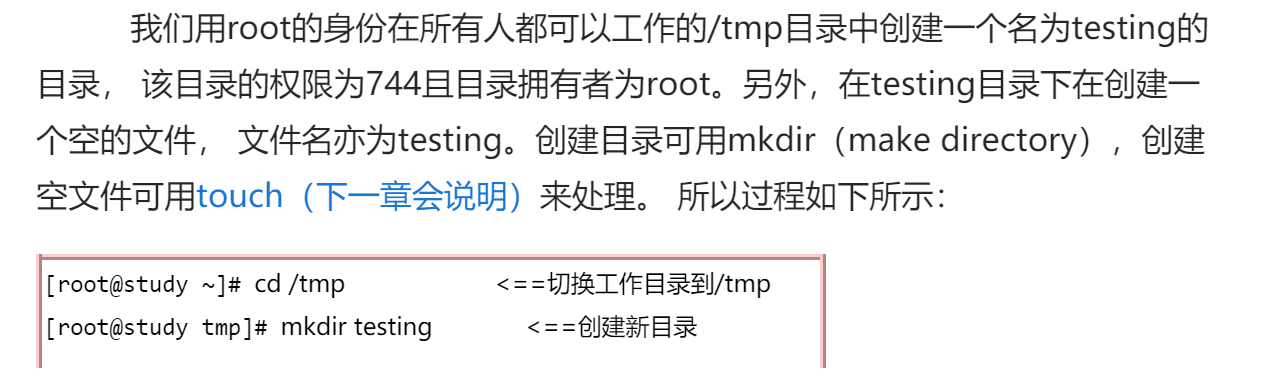 我们用root的身份在所有人都可以工作的/tmp目录中创建一个名为testing的
目录， 该目录的权限为744且目录拥有者为root。另外，在testing目录下在创建一
个空的文件， 文件名亦为testing。创建目录可用mkdir（make directory），创建
空文件可用touch（下一章会说明）来处理。 所以过程如下所示：
[root@study ~]# cd /tmp <==切换工作目录到/tmp
[root@study tmp]# mkdir testing <==创建新目录